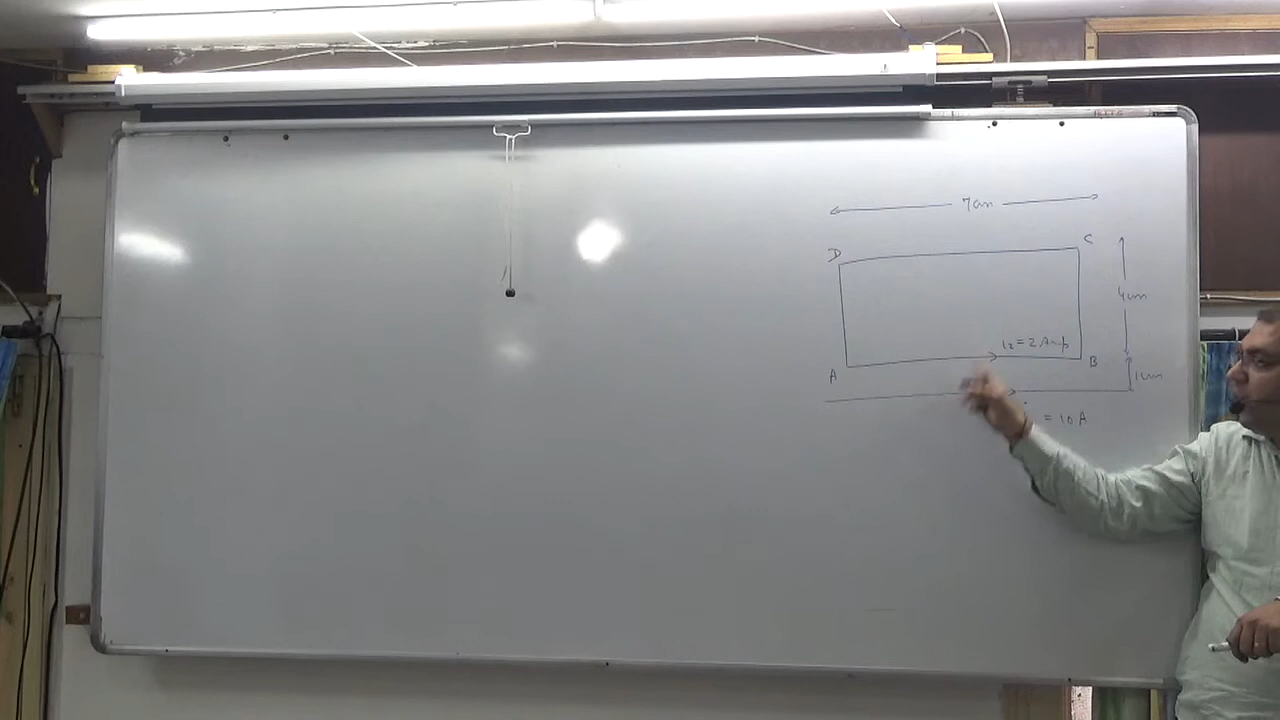 7cm
D
C
4cm
i2 = 2 Amp
A
B
1cm
= 10 A